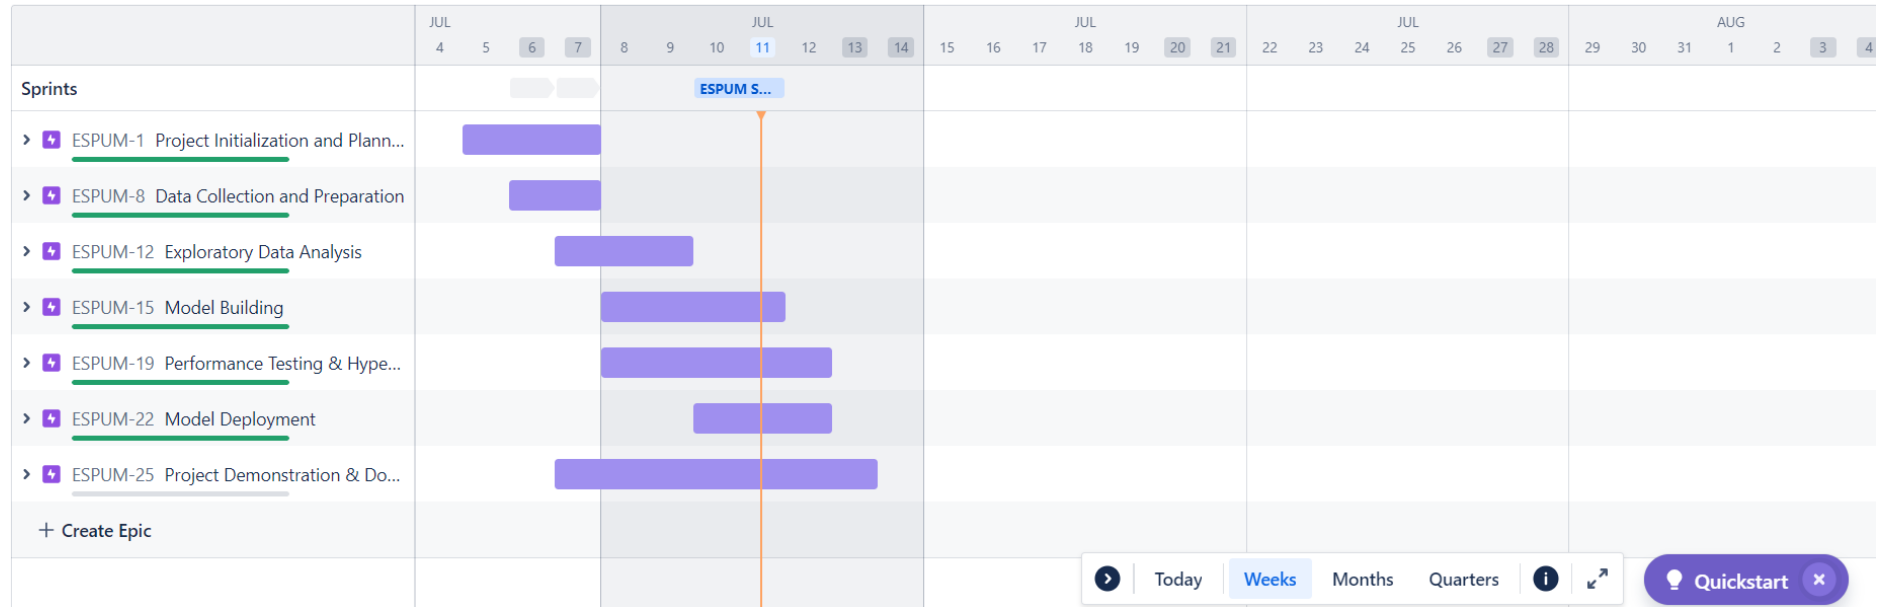 JUL JUL JUL JUL AUG
4 5 6 7 8 9 10 11 12 13 14 15 16 17 18 19 20 21 22 23 24 25 26 27 28 29 30 31 1 2 3 4
Sprints ESPUM S...
ESPUM-1 Project Initialization and Plann...
ESPUM-8 Data Collection and Preparation
ESPUM-12 Exploratory Data Analysis
ESPUM-15 Model Building
ESPUM-19 Performance Testing & Hype...
ESPUM-22 Model Deployment
ESPUM-25 Project Demonstration & Do...
+ Create Epic
Today Weeks Months Quarters Quickstart